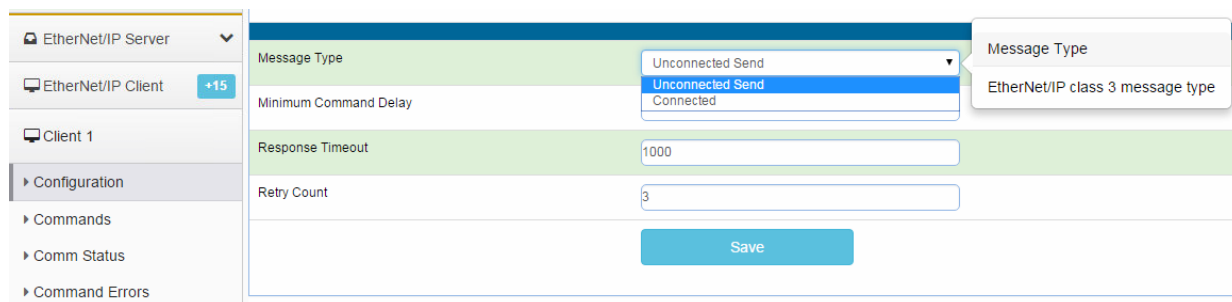 EtherNet/IP Server
EtherNet/IP Client
+15
Client 1
Configuration
Commands
Comm Status
Command Errors
Message Type
Unconnected Send
Unconnected Send
Connected
Minimum Command Delay
Response Timeout
1000
Retry Count
3
Save
Message Type
EtherNet/IP class 3 message type